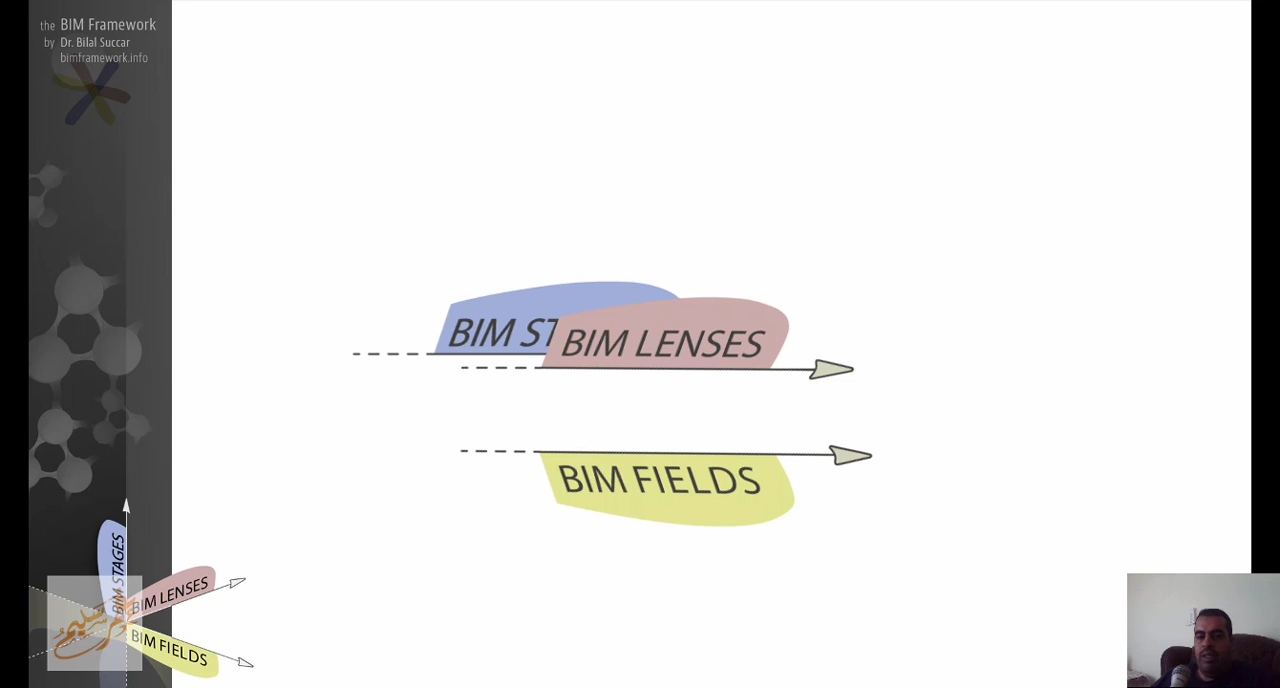 the BIM Framework
by Dr. Bilal Succar
bimframework.info
BIM ST
BIM LENSES
BIM FIELDS
BIM STAGES
BIM LENSES
BIM FIELDS